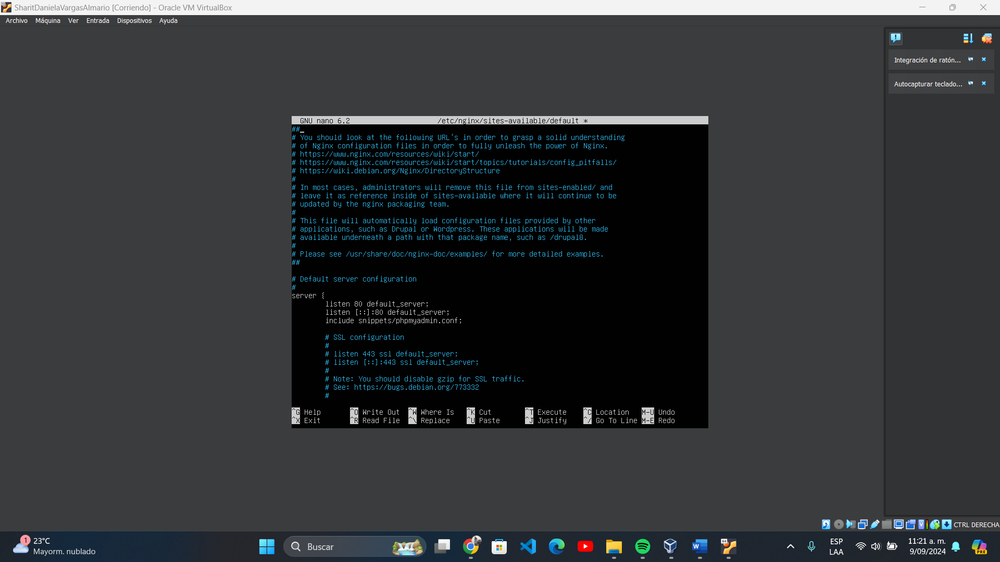 SharitDanielaVargasAlmario [Corriendo] - Oracle VM VirtualBox
Archivo Máquina Ver Entrada Dispositivos Ayuda
Integración de ratón...
Autocapturar teclado...
GNU nano 6.2 /etc/nginx/sites-available/default *
##
# You should look at the following URL's in order to grasp a solid understanding
# of Nginx configuration files in order to fully unleash the power of Nginx.
# https://www.nginx.com/resources/wiki/start/
# https://www.nginx.com/resources/wiki/start/topics/tutorials/config_pitfalls/
# https://wiki.debian.org/Nginx/DirectoryStructure
#
# In most cases, administrators will remove this file from sites-enabled/ and
# leave it as reference inside of sites-available where it will continue to be
# updated by the nginx packaging team.
#
# This file will automatically load configuration files provided by other
# applications, such as Drupal or Wordpress. These applications will be made
# available underneath a path with that package name, such as /drupal8.
#
# Please see /usr/share/doc/nginx-doc/examples/ for more detailed examples.
##
# Default server configuration
#
server {
listen 80 default_server;
listen [::]:80 default_server;
include snippets/phpmyadmin.conf;
# SSL configuration
#
# listen 443 ssl default_server;
# listen [::]:443 ssl default_server;
#
# Note: You should disable gzip for SSL traffic.
# See: https://bugs.debian.org/773332
#
^G Help ^O Write Out ^W Where Is ^K Cut ^T Execute ^C Location M-U Undo
^X Exit ^R Read File ^\ Replace ^U Paste ^J Justify ^/ Go To Line M-E Redo
CTRL DERECHA
1
23°C
Mayorm. nublado
Buscar
ESP
LAA
11:21 a. m.
9/09/2024
PRE